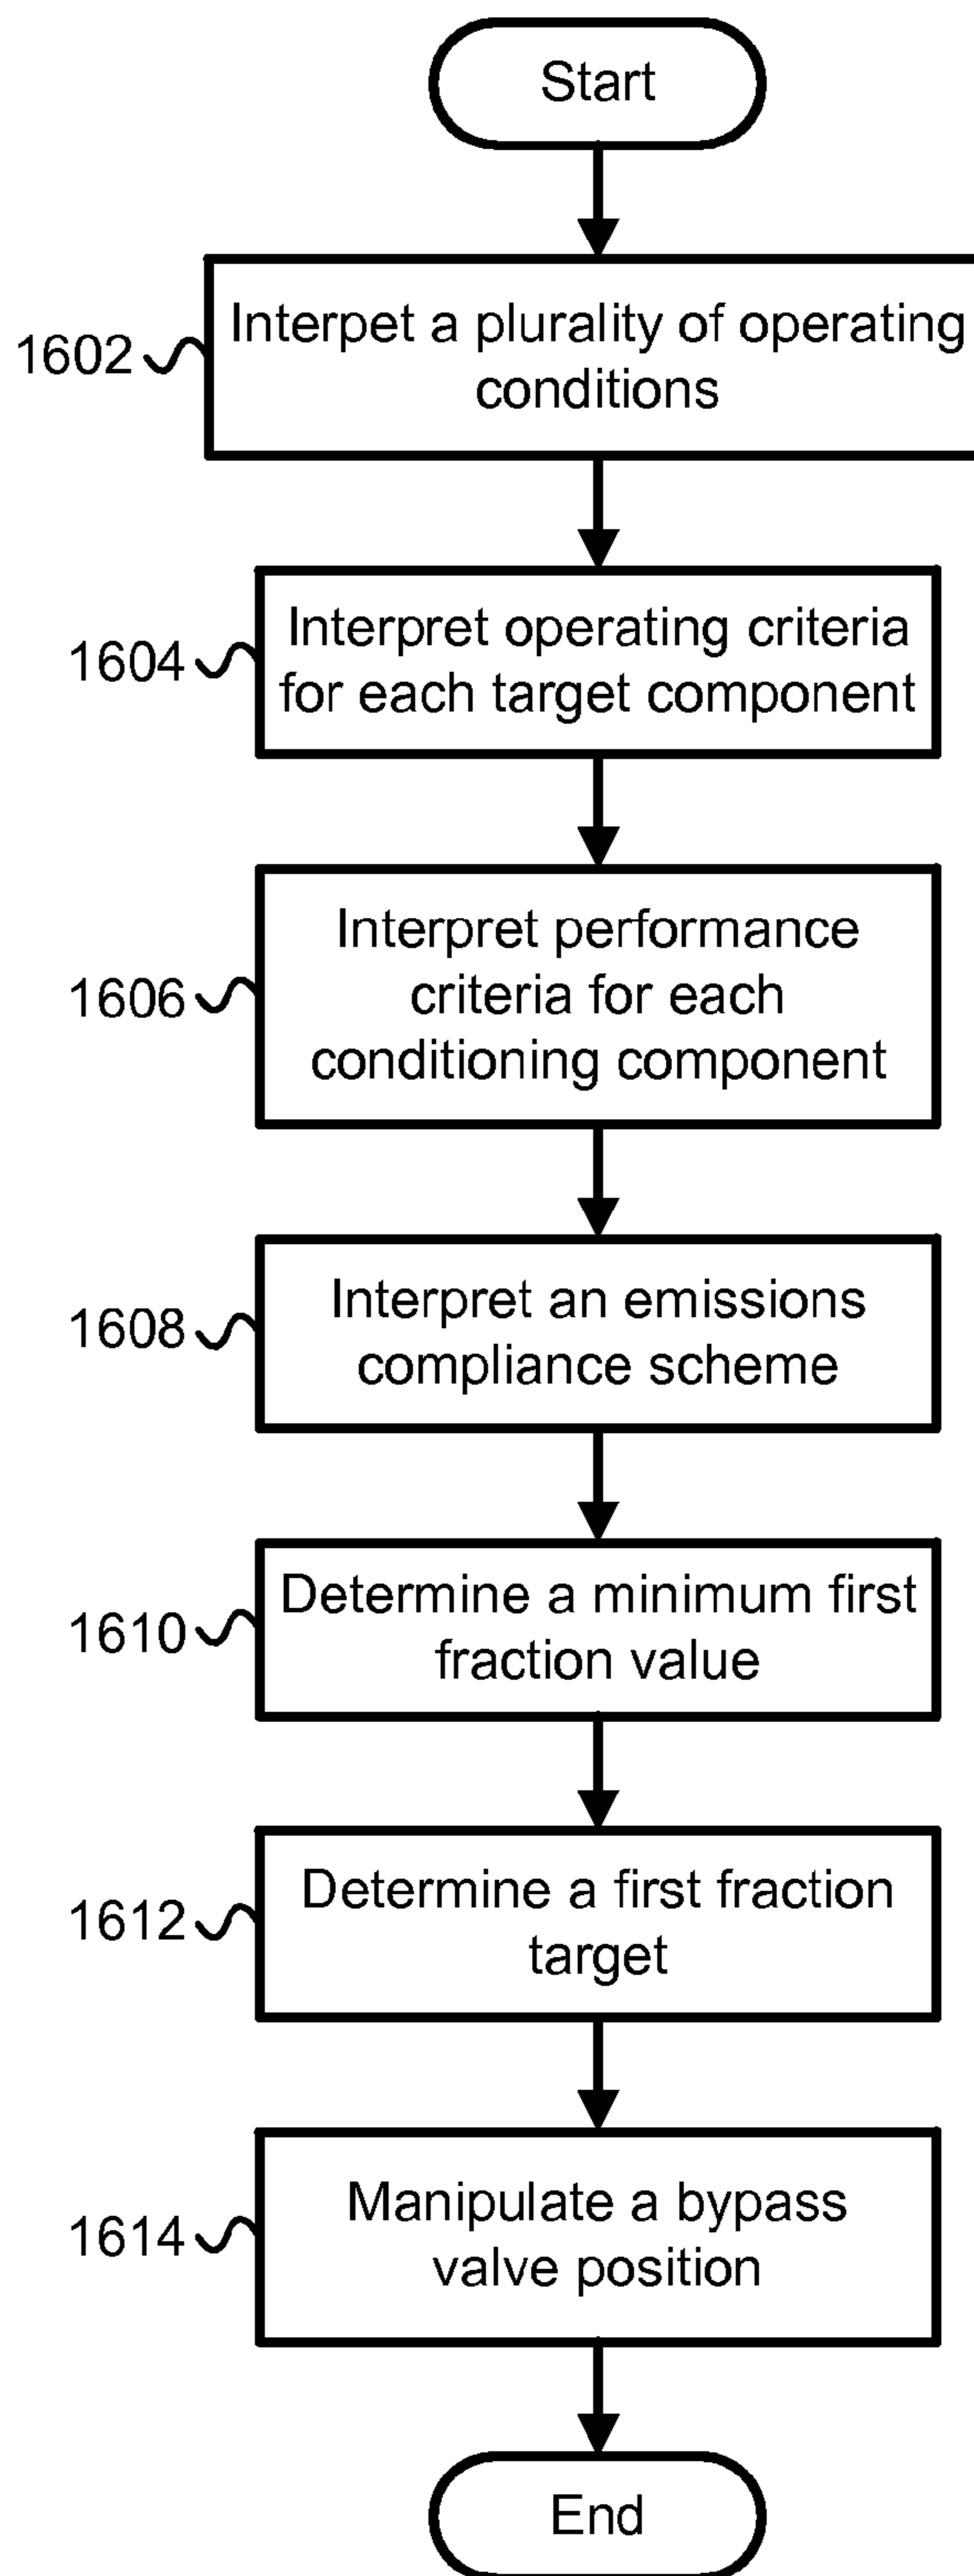 Start
1602
Interpet a plurality of operating
conditions
1604
Interpret operating criteria
for each target component
1606
Interpret performance
criteria for each
conditioning component
1608
Interpret an emissions
compliance scheme
1610
Determine a minimum first
fraction value
1612
Determine a first fraction
target
1614
Manipulate a bypass
valve position
End